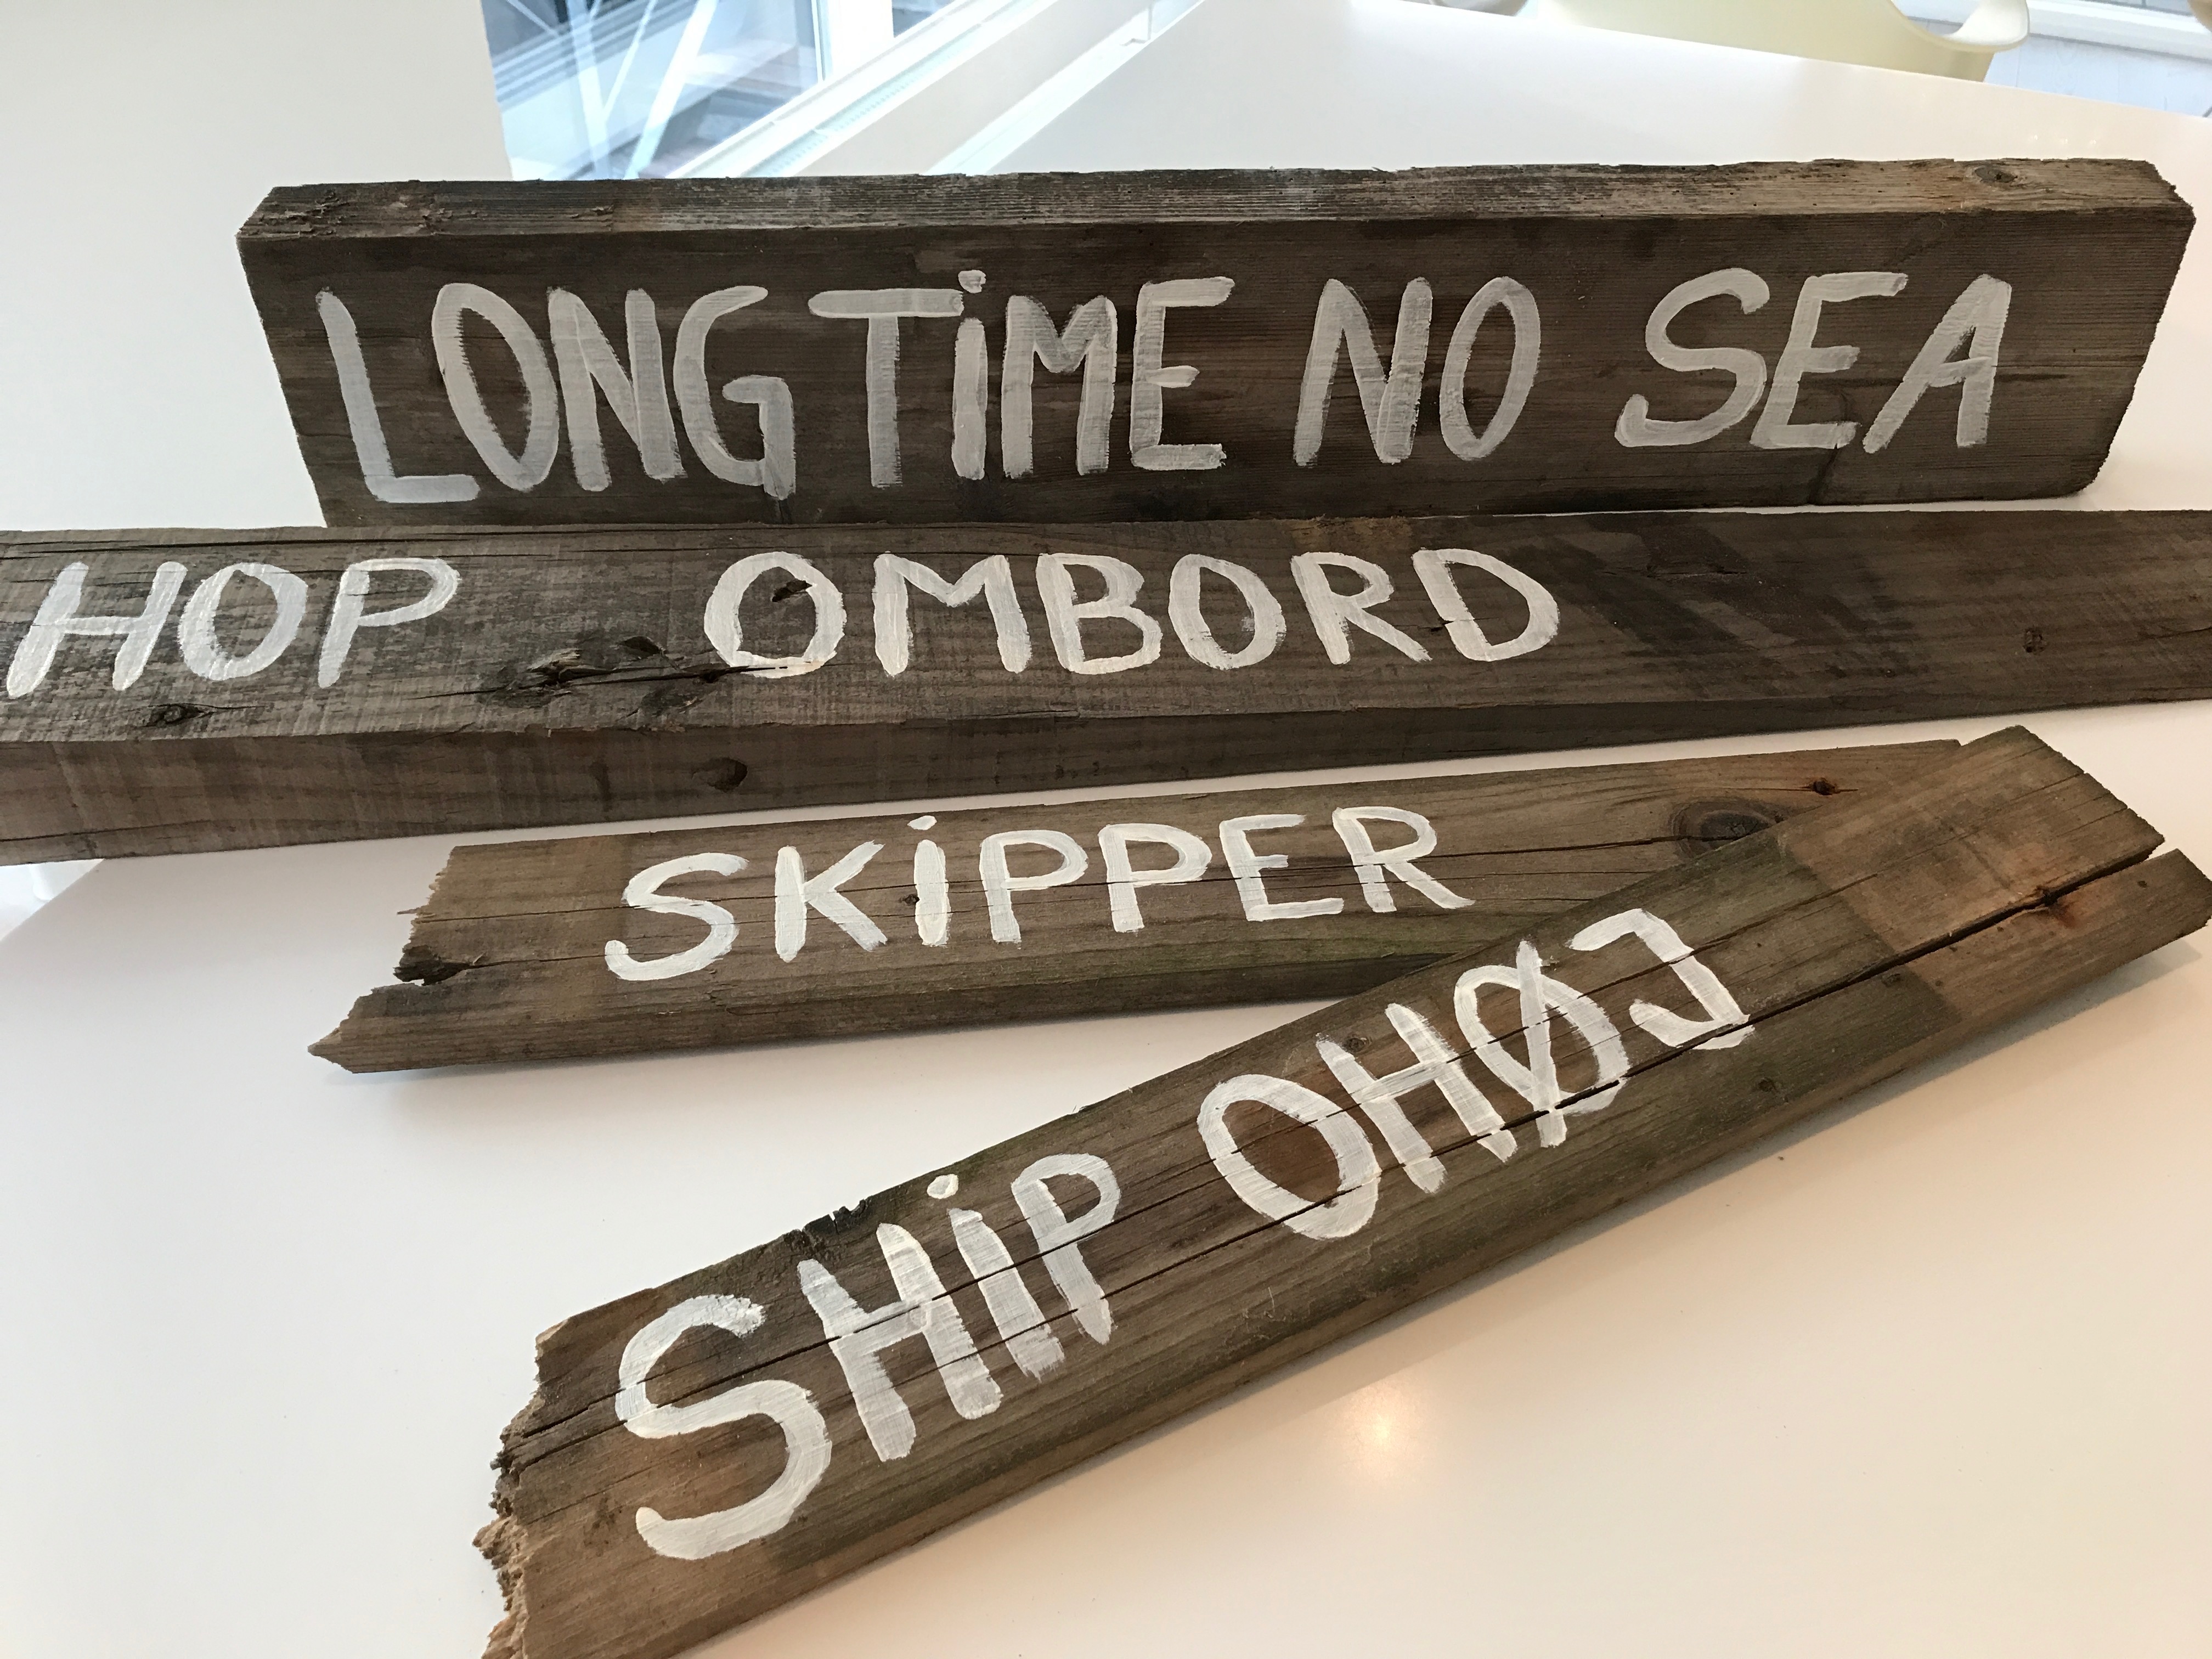 LONG TiME NO SEA
HOP OMBORD
SKiPPER
SHiP OHØJ